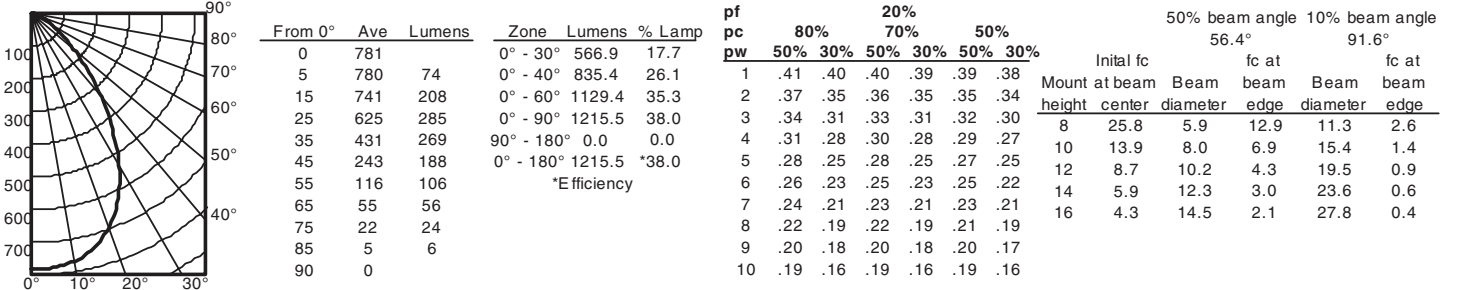 90°
80°
70°
60°
50°
40°
100
200
300
400
500
600
700
0° 10° 20° 30°
From 0° Ave Lumens
0 781
5 780 74
15 741 208
25 625 285
35 431 269
45 243 188
55 116 106
65 55 56
75 22 24
85 5 6
90 0
Zone Lumens % Lamp
0° - 30° 566.9 17.7
0° - 40° 835.4 26.1
0° - 60° 1129.4 35.3
0° - 90° 1215.5 38.0
90° - 180° 0.0 0.0
0° - 180° 1215.5 *38.0
*Efficiency
pf 20%
pc 80% 70% 50%
pw 50% 30% 50% 30% 50% 30%
1 .41 .40 .40 .39 .39 .38
2 .37 .35 .36 .35 .35 .34
3 .34 .31 .33 .31 .32 .30
4 .31 .28 .30 .28 .29 .27
5 .28 .25 .28 .25 .27 .25
6 .26 .23 .25 .23 .25 .22
7 .24 .21 .23 .21 .23 .21
8 .22 .19 .22 .19 .21 .19
9 .20 .18 .20 .18 .20 .17
10 .19 .16 .19 .16 .19 .16
50% beam angle 10% beam angle
56.4° 91.6°
Inital fc fc at fc at
Mount at beam Beam beam Beam beam
height center diameter edge diameter edge
8 25.8 5.9 12.9 11.3 2.6
10 13.9 8.0 6.9 15.4 1.4
12 8.7 10.2 4.3 19.5 0.9
14 5.9 12.3 3.0 23.6 0.6
16 4.3 14.5 2.1 27.8 0.4